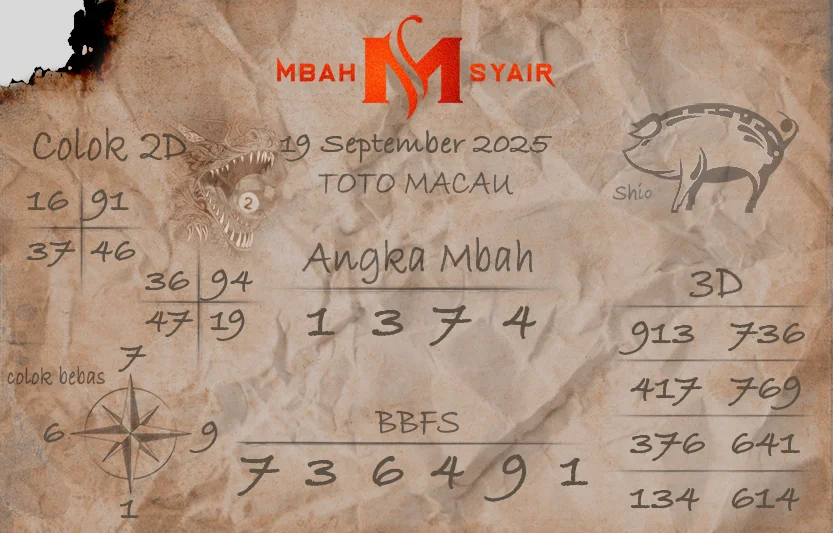 MBAH M SYAIR
Colok 2D
19 September 2025
TOTO MACAU
16 91
37 46
2
Shio
36 94
47 19
Angka Mbah
1 3 7 4
3D
913 736
417 769
376 641
134 614
colok bebas
7
6 9
1
BBFS
7 3 6 4 9 1